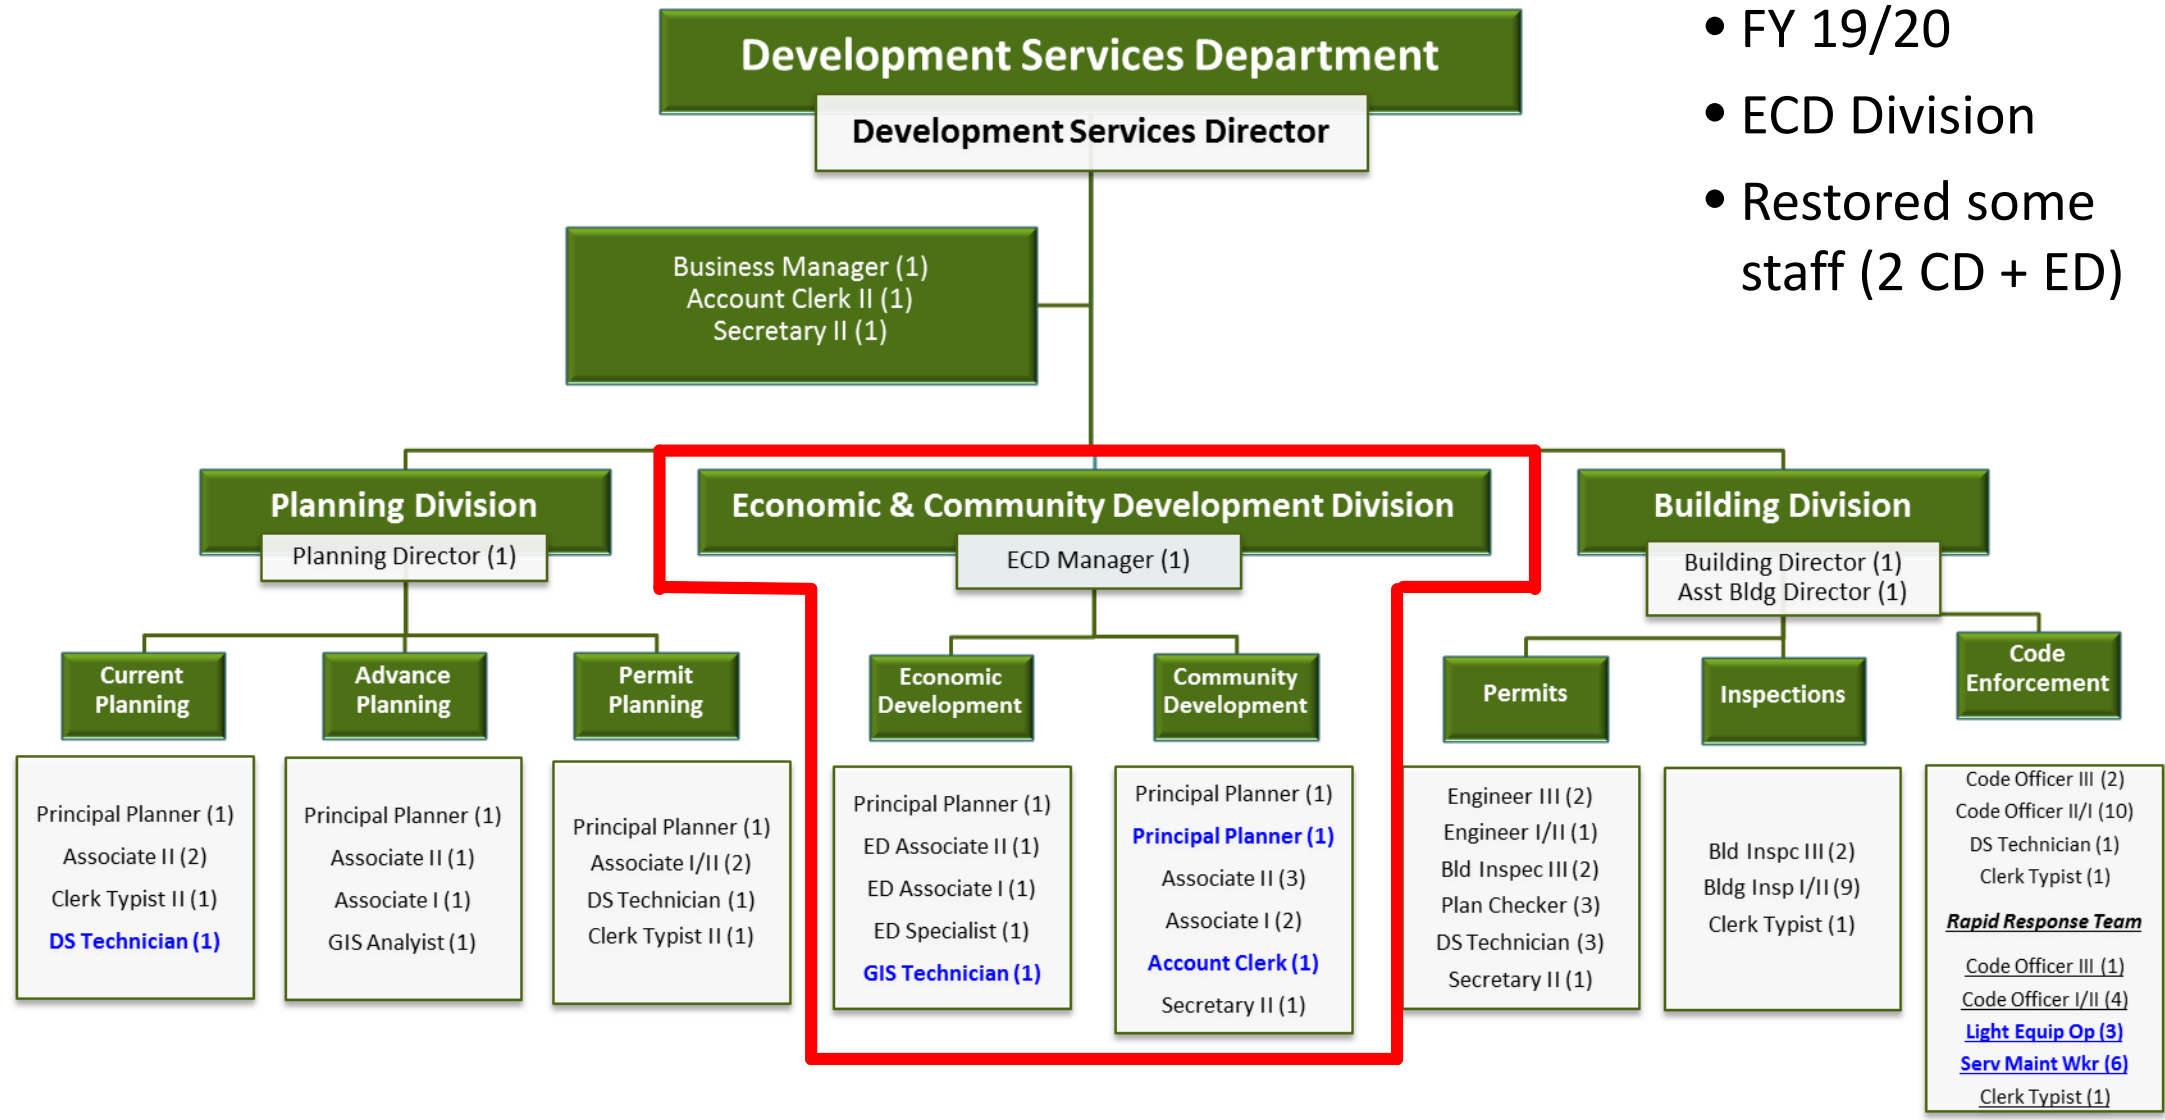 Development Services Department
Development Services Director
• FY 19/20
• ECD Division
• Restored some
staff (2 CD + ED)
Business Manager (1)
Account Clerk II (1)
Secretary II (1)
Planning Division
Planning Director (1)
Economic & Community Development Division
ECD Manager (1)
Building Division
Building Director (1)
Asst Bldg Director (1)
Current
Planning
Principal Planner (1)
Associate II (2)
Clerk Typist II (1)
DS Technician (1)
Advance
Planning
Principal Planner (1)
Associate II (1)
Associate I (1)
GIS Analyist (1)
Permit
Planning
Principal Planner (1)
Associate I/II (2)
DS Technician (1)
Clerk Typist II (1)
Economic
Development
Principal Planner (1)
ED Associate II (1)
ED Associate I (1)
ED Specialist (1)
GIS Technician (1)
Community
Development
Principal Planner (1)
Principal Planner (1)
Associate II (3)
Associate I (2)
Account Clerk (1)
Secretary II (1)
Permits
Engineer III (2)
Engineer I/II (1)
Bld Inspec III (2)
Plan Checker (3)
DS Technician (3)
Secretary II (1)
Inspections
Bld Inspc III (2)
Bldg Insp I/II (9)
Clerk Typist (1)
Code
Enforcement
Code Officer III (2)
Code Officer II/I (10)
DS Technician (1)
Clerk Typist (1)
Rapid Response Team
Code Officer III (1)
Code Officer I/II (4)
Light Equip Op (3)
Serv Maint Wkr (6)
Clerk Typist (1)